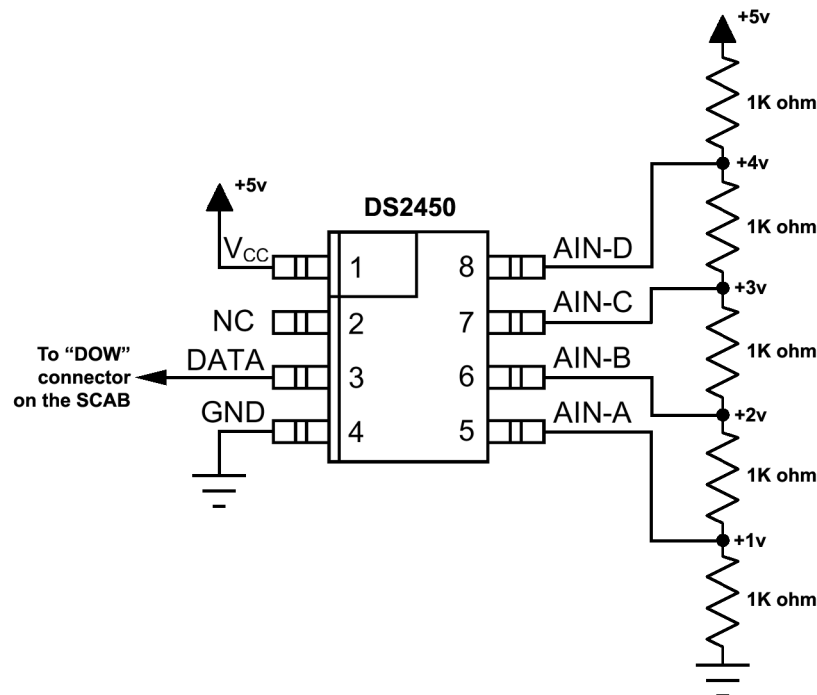 +5v
1K ohm
+4v
+5v
DS2450
1K ohm
VCC
1
8
AIN-D
+3v
NC
2
7
AIN-C
1K ohm
To “DOW”
connector
on the SCAB
DATA
3
6
AIN-B
+2v
GND
4
5
AIN-A
1K ohm
+1v
1K ohm